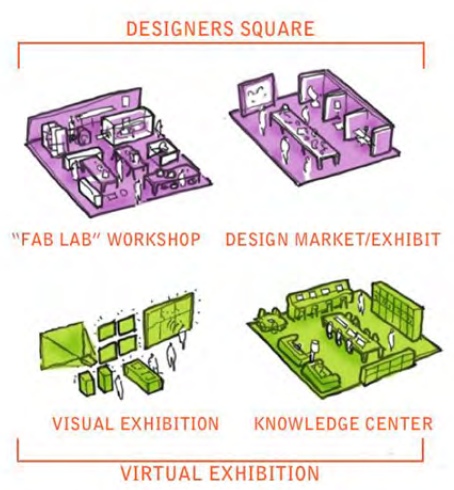 DESIGNERS SQUARE
"FAB LAB" WORKSHOP
DESIGN MARKET/EXHIBIT
VISUAL EXHIBITION
KNOWLEDGE CENTER
VIRTUAL EXHIBITION